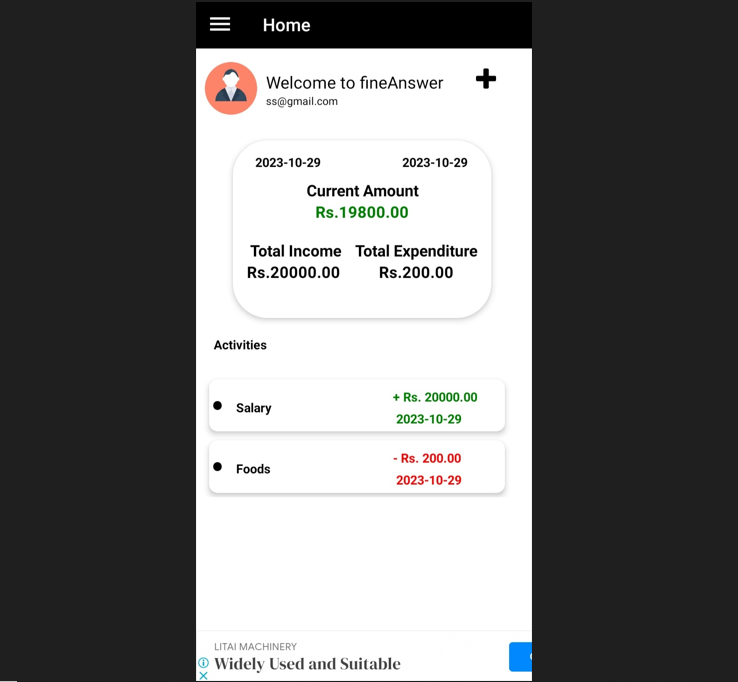 Home
Welcome to fineAnswer
ss@gmail.com
2023-10-29 2023-10-29
Current Amount
Rs.19800.00
Total Income Total Expenditure
Rs.20000.00 Rs.200.00
Activities
Salary + Rs. 20000.00
2023-10-29
Foods - Rs. 200.00
2023-10-29
LITAI MACHINERY
Widely Used and Suitable